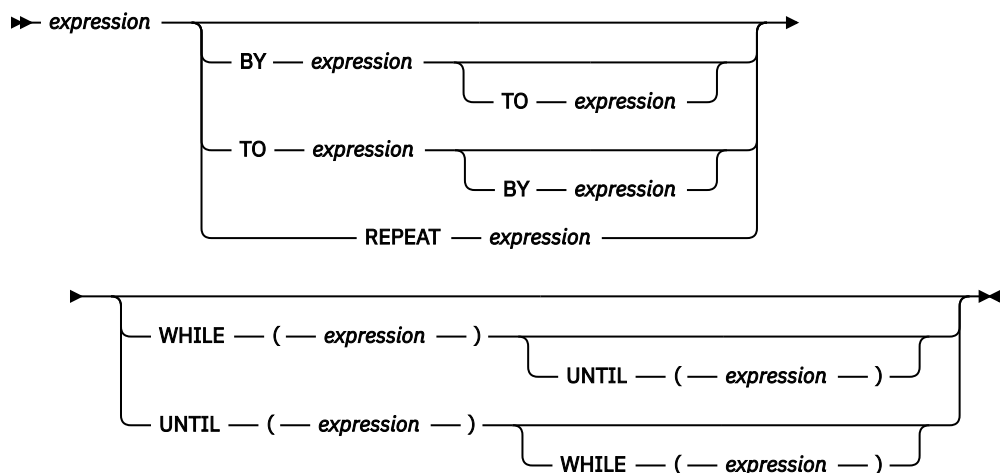 expression
BY expression
TO expression
TO expression
BY expression
REPEAT expression
WHILE ( expression )
UNTIL ( expression )
UNTIL ( expression )
WHILE ( expression )